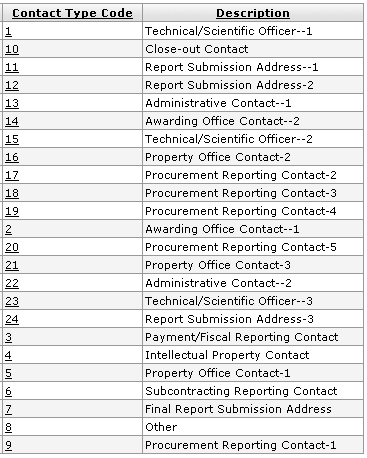 Contact Type Code Description
1 Technical/Scientific Officer--1
10 Close-out Contact
11 Report Submission Address--1
12 Report Submission Address-2
13 Administrative Contact--1
14 Awarding Office Contact--2
15 Technical/Scientific Officer--2
16 Property Office Contact-2
17 Procurement Reporting Contact-2
18 Procurement Reporting Contact-3
19 Procurement Reporting Contact-4
2 Awarding Office Contact--1
20 Procurement Reporting Contact-5
21 Property Office Contact-3
22 Administrative Contact--2
23 Technical/Scientific Officer--3
24 Report Submission Address-3
3 Payment/Fiscal Reporting Contact
4 Intellectual Property Contact
5 Property Office Contact-1
6 Subcontracting Reporting Contact
7 Final Report Submission Address
8 Other
9 Procurement Reporting Contact-1